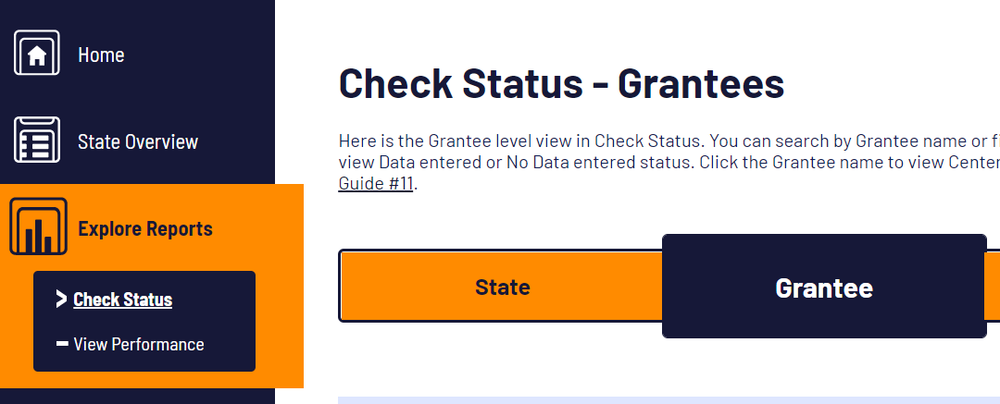 Home
State Overview
Explore Reports
Check Status
View Performance
Check Status - Grantees
Here is the Grantee level view in Check Status. You can search by Grantee name or
view Data entered or No Data entered status. Click the Grantee name to view Center
Guide #11.
State
Grantee